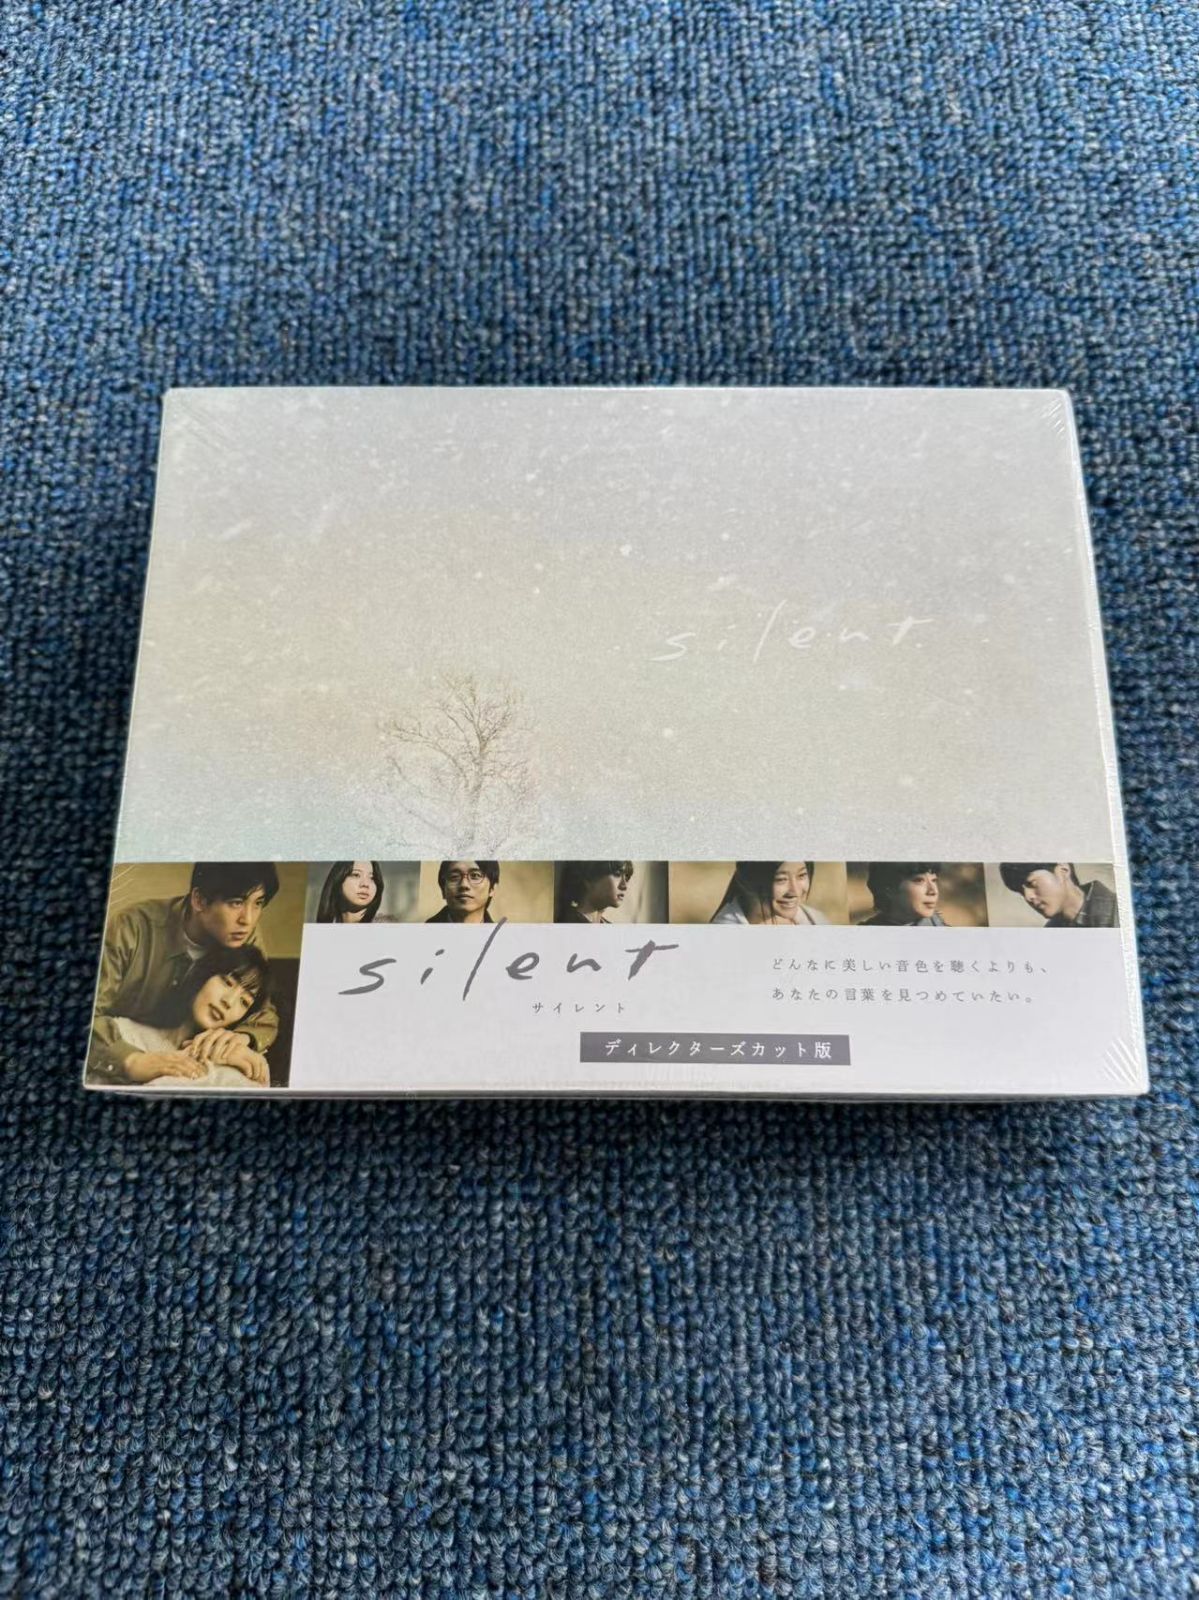 silent
silent
サイレント
どんなに美しい音色を聴くよりも、
あなたの言葉を見つめていたい。
ディレクターズカット版